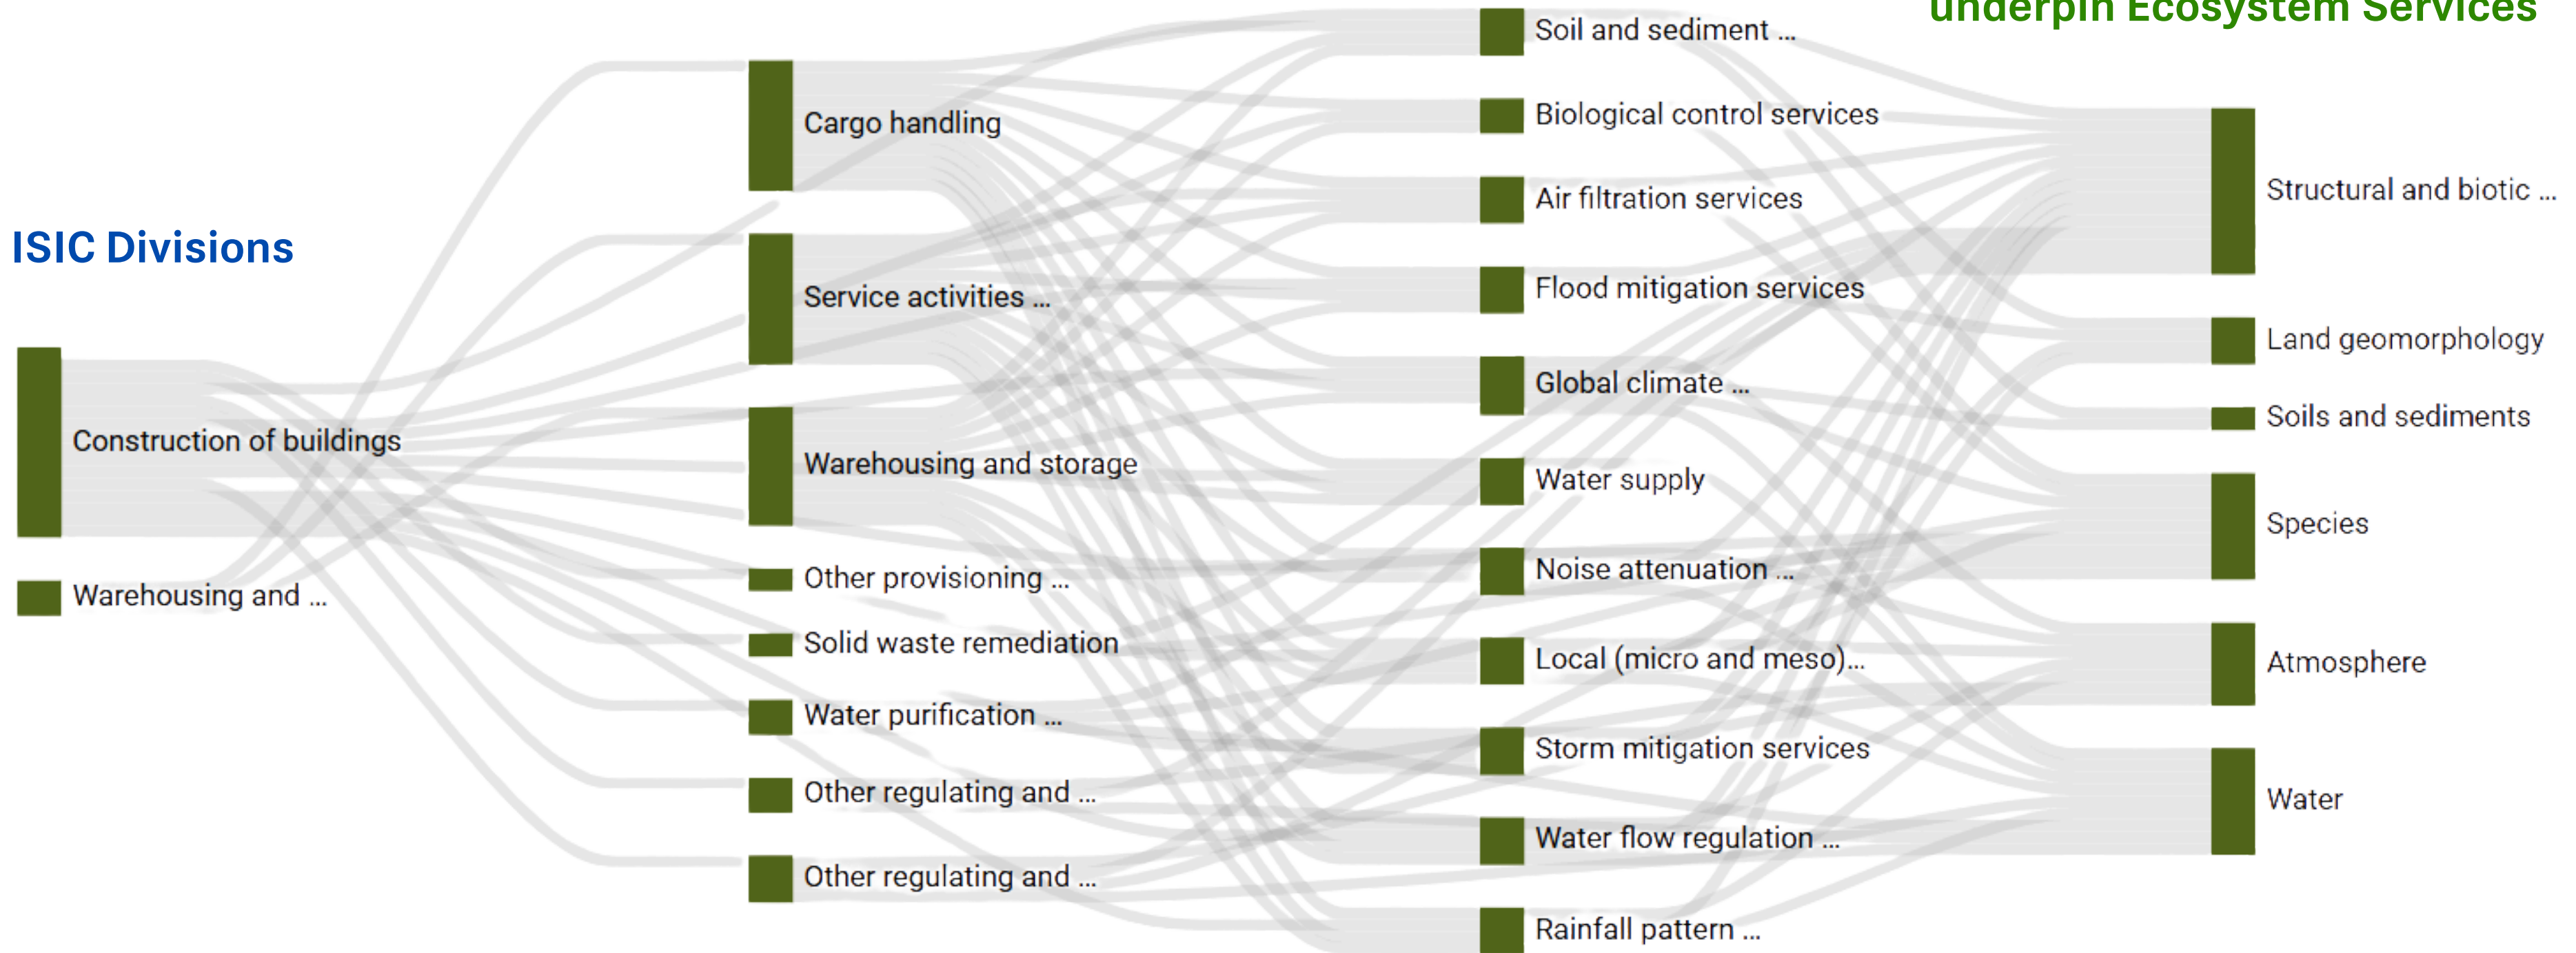 underpin Ecosystem Services
ISIC Divisions
Construction of buildings
Warehousing and ...
Cargo handling
Service activities ...
Warehousing and storage
Other provisioning ...
Solid waste remediation
Water purification ...
Other regulating and ...
Other regulating and ...
Soil and sediment ...
Biological control services
Air filtration services
Flood mitigation services
Global climate ...
Water supply
Noise attenuation ...
Local (micro and meso)...
Storm mitigation services
Water flow regulation ...
Rainfall pattern ...
Structural and biotic ...
Land geomorphology
Soils and sediments
Species
Atmosphere
Water